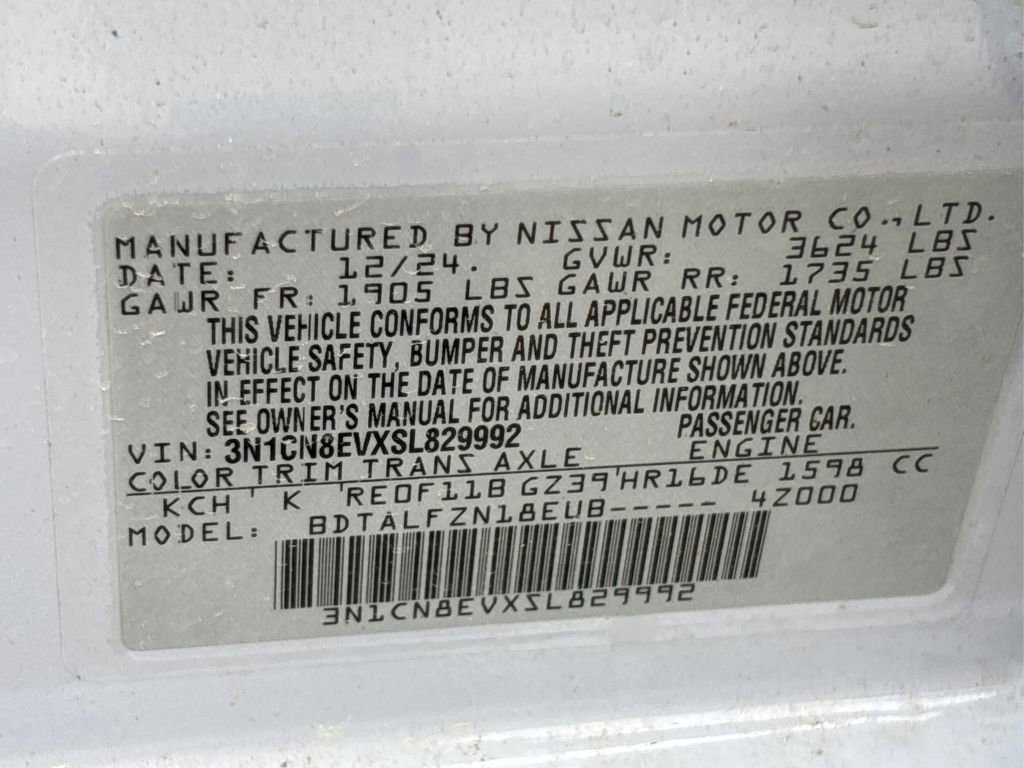 MANUFACTURED BY NISSAN MOTOR CO.,LTD.
DATE: 12/24. GVWR: 3624 LBS
GAWR FR: 1905 LBS GAWR RR: 1735 LBS
THIS VEHICLE CONFORMS TO ALL APPLICABLE FEDERAL MOTOR
VEHICLE SAFETY, BUMPER AND THEFT PREVENTION STANDARDS
IN EFFECT ON THE DATE OF MANUFACTURE SHOWN ABOVE.
SEE OWNER'S MANUAL FOR ADDITIONAL INFORMATION.
VIN: 3N1CN8EVXSL829992 PASSENGER CAR.
COLOR TRIM TRANS AXLE ENGINE
KCH ' K 'RE0F11B GZ39'HR16DE 1598 CC
MODEL: BDTALFZN18EUB----- 4Z000
3N1CN8EVXSL829992